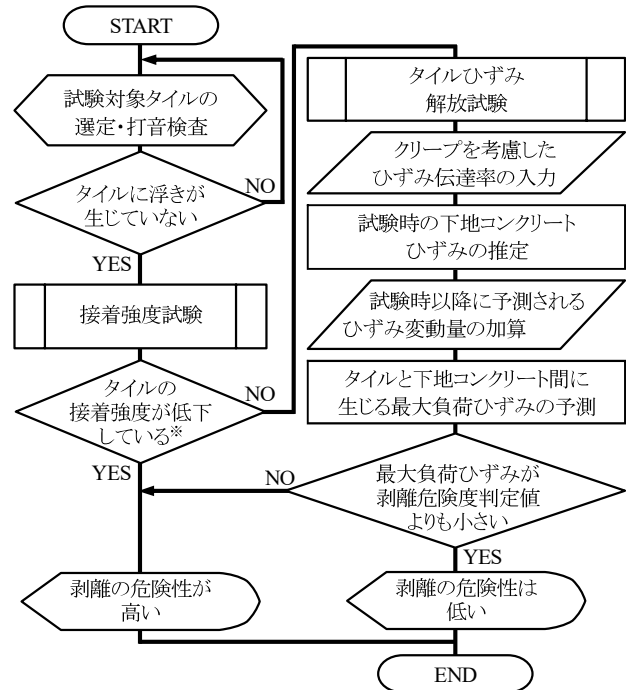 START
試験対象タイルの
選定・打音検査
タイルに浮きが
生じていない
NO
YES
接着強度試験
タイルの
接着強度が低下
している※
NO
YES
剥離の危険性が
高い
タイルひずみ
解放試験
クリープを考慮した
ひずみ伝達率の入力
試験時の下地コンクリート
ひずみの推定
試験時以降に予測される
ひずみ変動量の加算
タイルと下地コンクリート間に
生じる最大負荷ひずみの予測
最大負荷ひずみが
剥離危険度判定値
よりも小さい
NO
YES
剥離の危険性は
低い
END